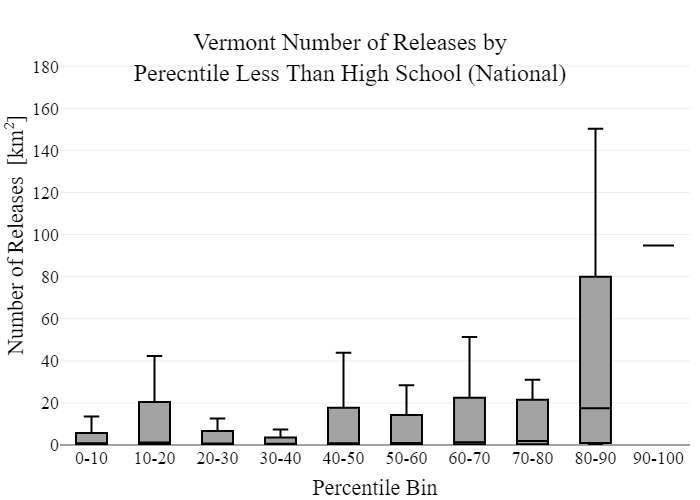 Vermont Number of Releases by
Perecntile Less Than High School (National)
Number of Releases [km²]
180
160
140
120
100
80
60
40
20
0
0-10 10-20 20-30 30-40 40-50 50-60 60-70 70-80 80-90 90-100
Percentile Bin